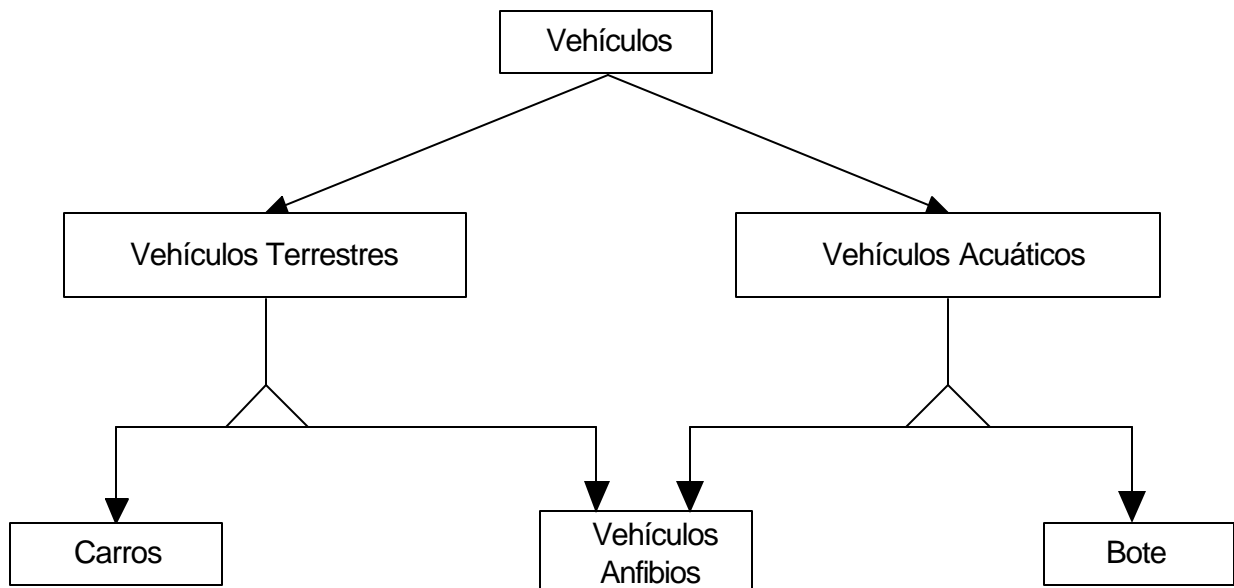 Vehículos
Vehículos Terrestres
Vehículos Acuáticos
Carros
Vehículos
Anfibios
Bote